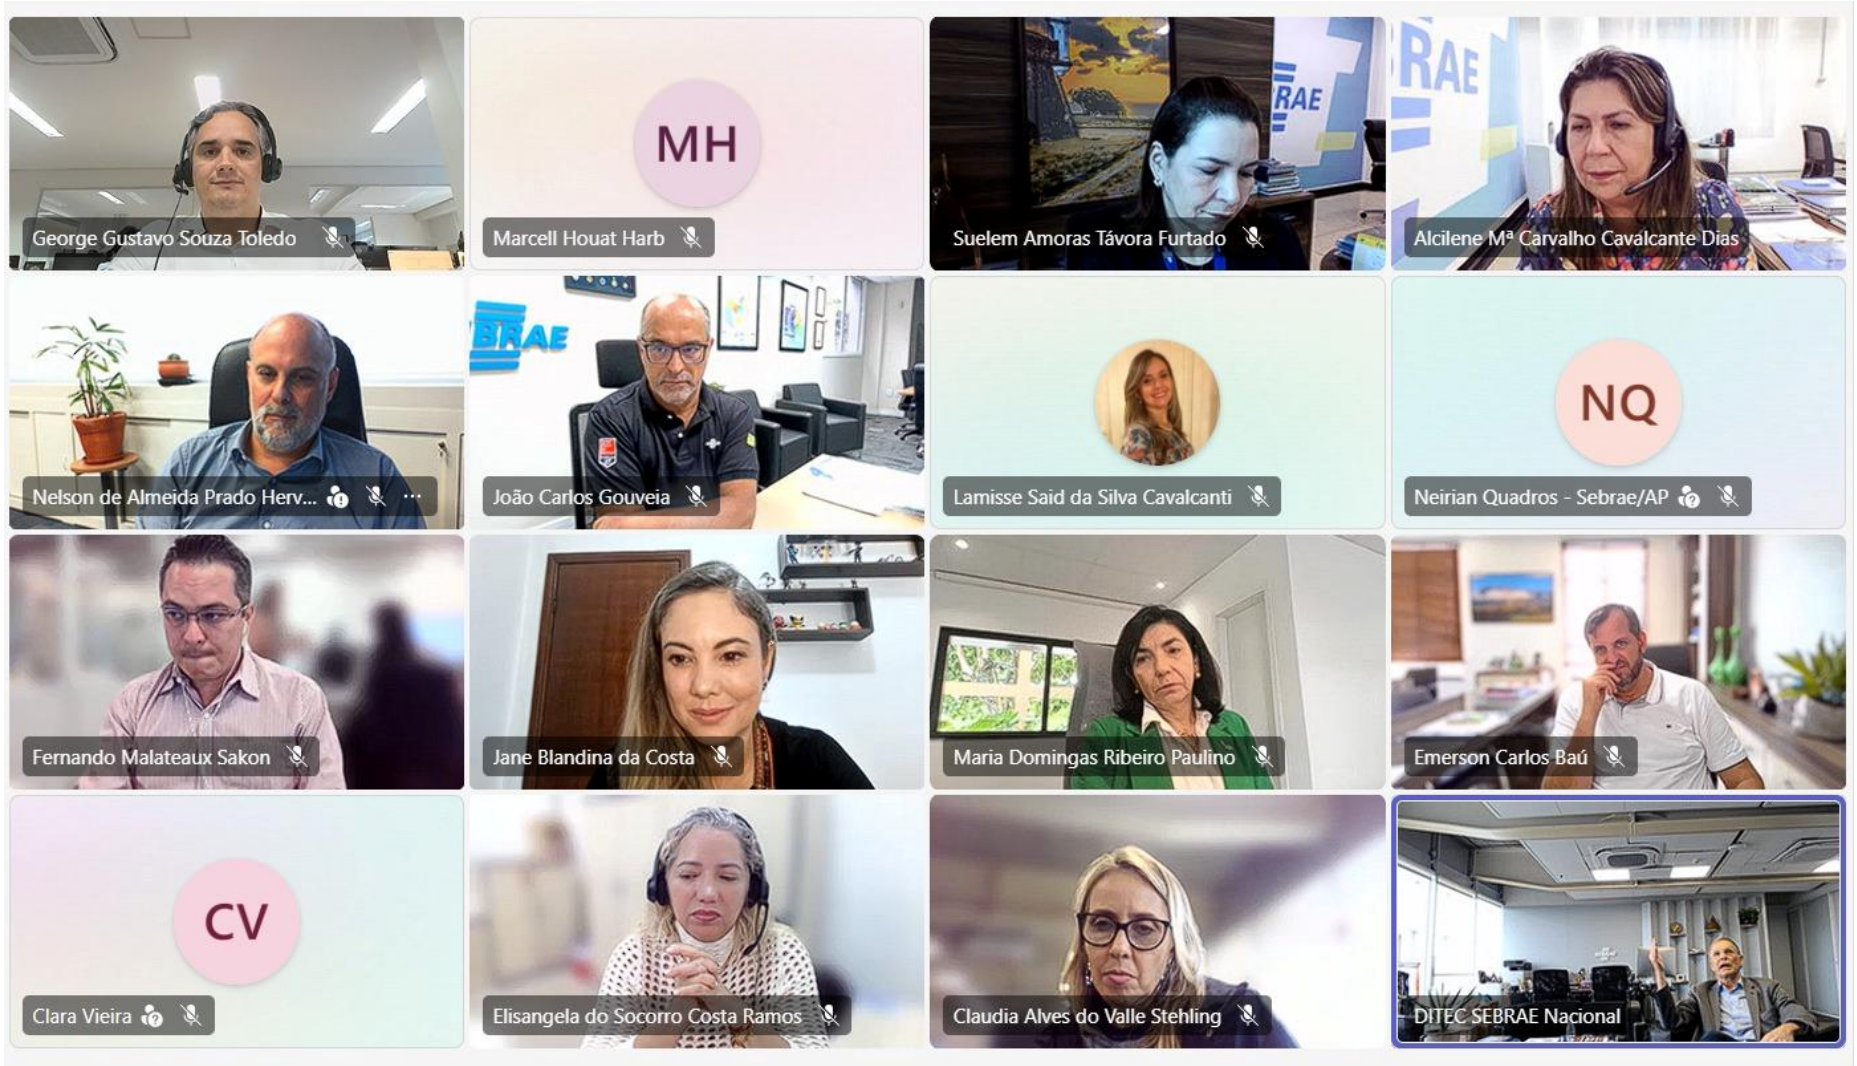 George Gustavo Souza Toledo
MH
Marcell Houat Harb
RAE
Suelem Amoras Távora Furtado
RAE
Alcilene Mª Carvalho Cavalcante Dias
Nelson de Almeida Prado Herv... ...
BRAE
João Carlos Gouveia
Lamisse Said da Silva Cavalcanti
NQ
Neirian Quadros - Sebrae/AP
Fernando Malateaux Sakon
Jane Blandina da Costa
Maria Domingas Ribeiro Paulino
Emerson Carlos Baú
CV
Clara Vieira
Elisangela do Socorro Costa Ramos
Claudia Alves do Valle Stehling
DITEC SEBRAE Nacional